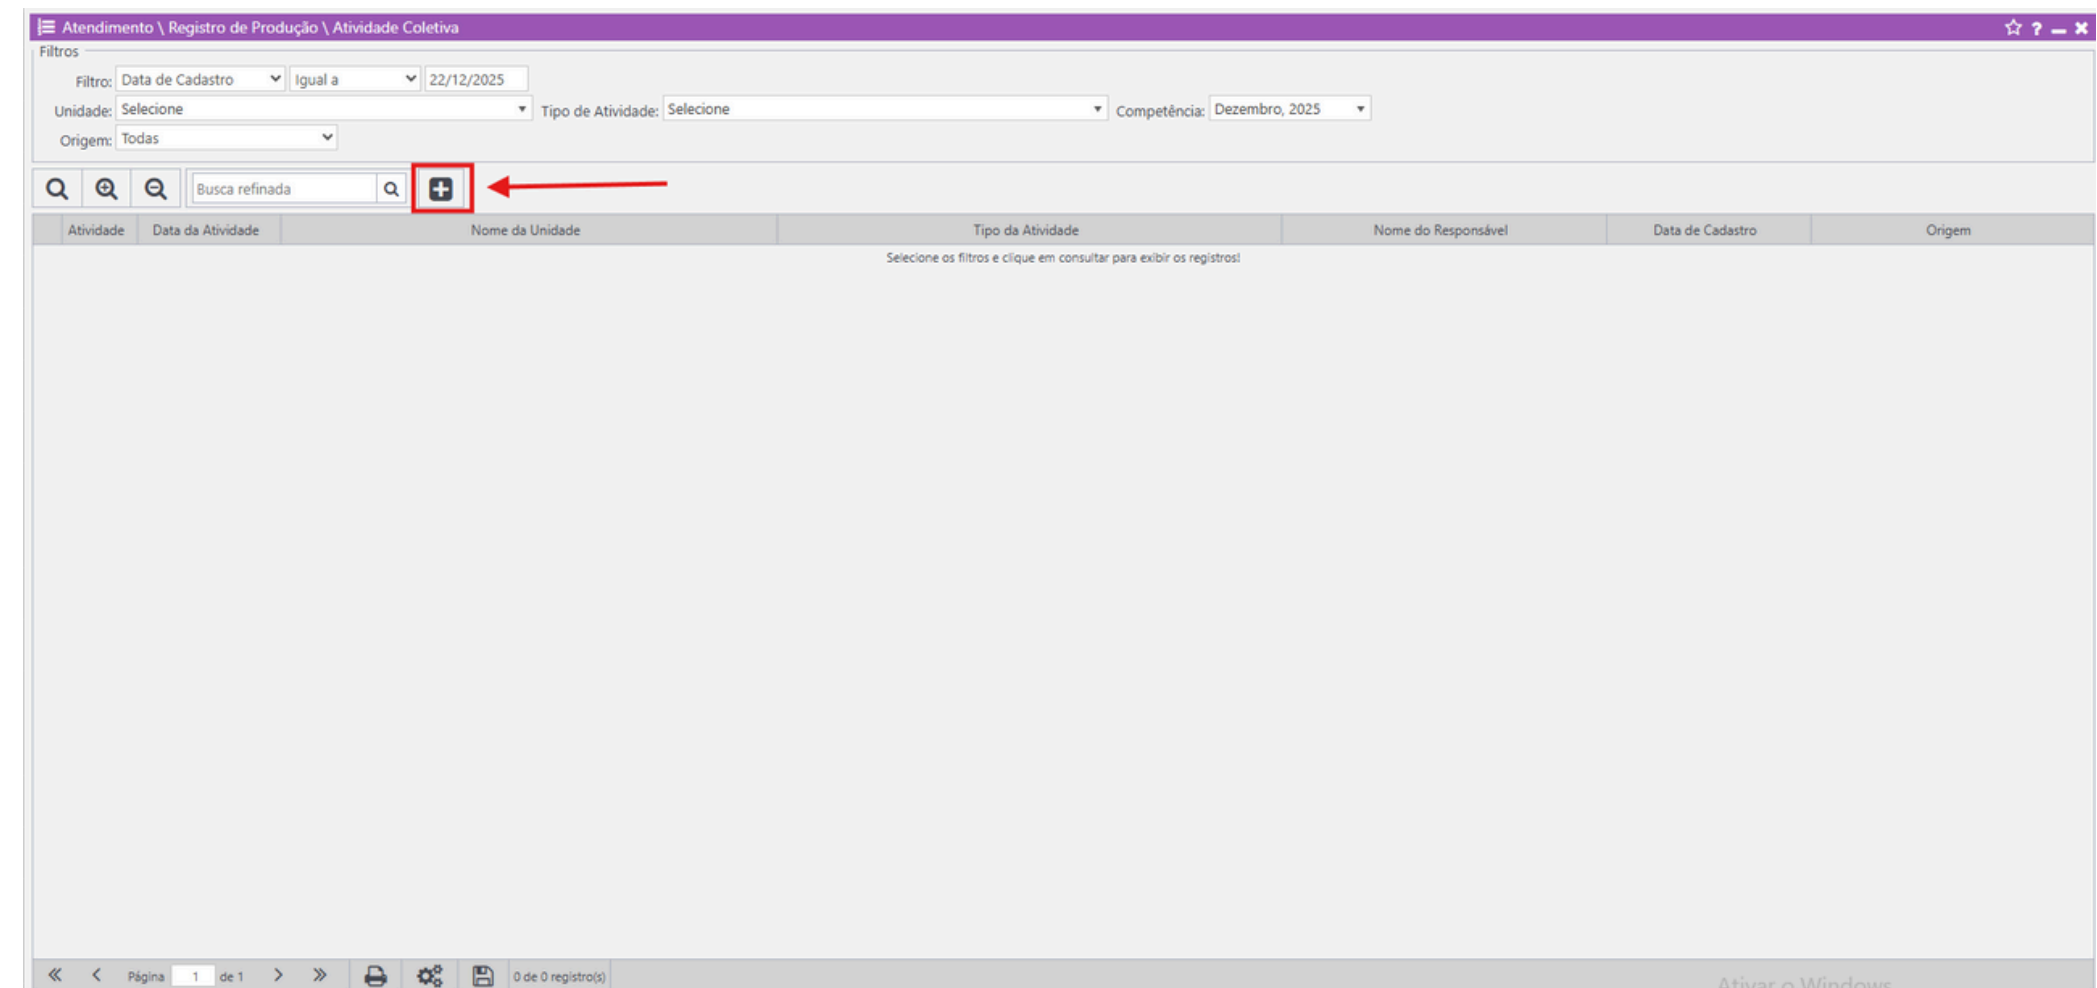 Atendimento \ Registro de Produção \ Atividade Coletiva
Filtros
Filtro: Data de Cadastro Igual a 22/12/2025
Unidade: Selecione Tipo de Atividade: Selecione Competência: Dezembro, 2025
Origem: Todas
Busca refinada
Atividade Data da Atividade Nome da Unidade Tipo da Atividade Nome do Responsável Data de Cadastro Origem
Selecione os filtros e clique em consultar para exibir os registros!
Página 1 de 1 0 de 0 registro(s)
Ativar o Windows